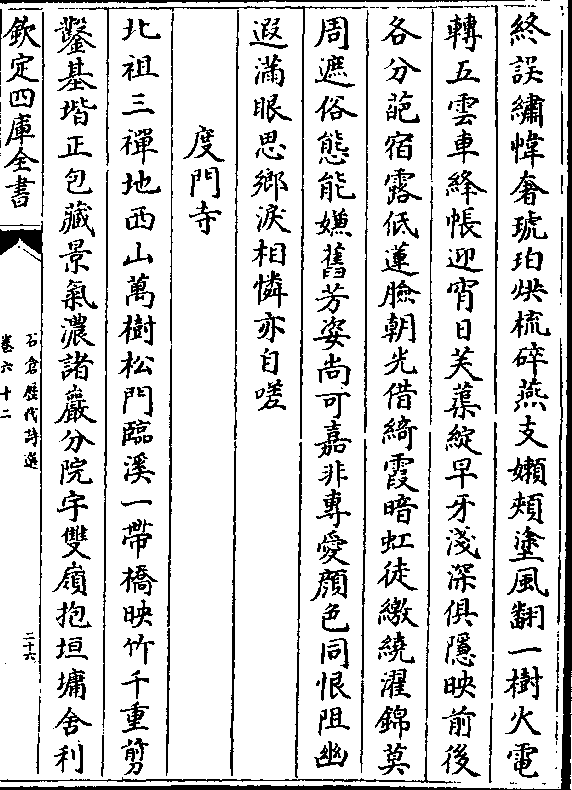 終誤繡幃奢琥珀烘梳碎燕支嬾頰塗風翻一樹火電
轉五雲車絳帳迎宵日芙蕖綻早牙淺深俱隱映前後
各分葩宿露低蓮臉朝光借綺霞暗虹徒繳繞濯錦莫
周遮俗態能嫌舊芳姿尚可嘉非專愛顏色同恨阻幽
遐滿眼思鄉淚相憐亦自嗟
度門寺
北祖三禪地西山萬樹松門臨溪一帶橋映竹千重剪
鑿基堦正包藏景氣濃諸巖分院宇雙嶺抱垣墉舍利
欽定四庫全書
石倉歷代詩選
卷六十二
二十六